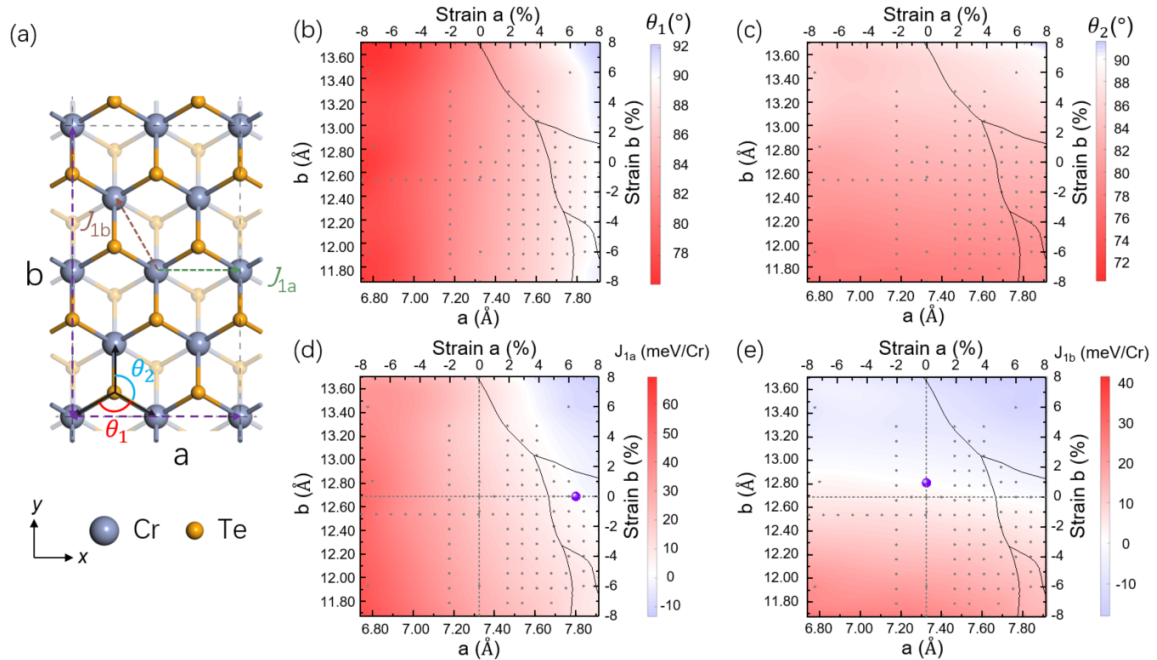 (a)
b
J1b
J1a
θ2
θ1
a
y
x
Cr
Te
(b)
Strain a (%)
-8 -6 -4 -2 0 2 4 6 8
θ1(°)
13.60
13.40
13.20
13.00
12.80
12.60
12.40
12.20
12.00
11.80
b (Å)
8
6
4
2
0
-2
-4
-6
-8
Strain b (%)
92
90
88
86
84
82
80
78
6.80 7.00 7.20 7.40 7.60 7.80
a (Å)
(c)
Strain a (%)
-8 -6 -4 -2 0 2 4 6 8
θ2(°)
13.60
13.40
13.20
13.00
12.80
12.60
12.40
12.20
12.00
11.80
b (Å)
8
6
4
2
0
-2
-4
-6
-8
Strain b (%)
90
88
86
84
82
80
78
76
74
72
6.80 7.00 7.20 7.40 7.60 7.80
a (Å)
(d)
Strain a (%)
-8 -6 -4 -2 0 2 4 6 8
J1a (meV/Cr)
13.60
13.40
13.20
13.00
12.80
12.60
12.40
12.20
12.00
11.80
b (Å)
8
6
4
2
0
-2
-4
-6
-8
Strain b (%)
60
50
40
30
20
10
0
-10
6.80 7.00 7.20 7.40 7.60 7.80
a (Å)
(e)
Strain a (%)
-8 -6 -4 -2 0 2 4 6 8
J1b (meV/Cr)
13.60
13.40
13.20
13.00
12.80
12.60
12.40
12.20
12.00
11.80
b (Å)
8
6
4
2
0
-2
-4
-6
-8
Strain b (%)
40
30
20
10
0
-10
6.80 7.00 7.20 7.40 7.60 7.80
a (Å)